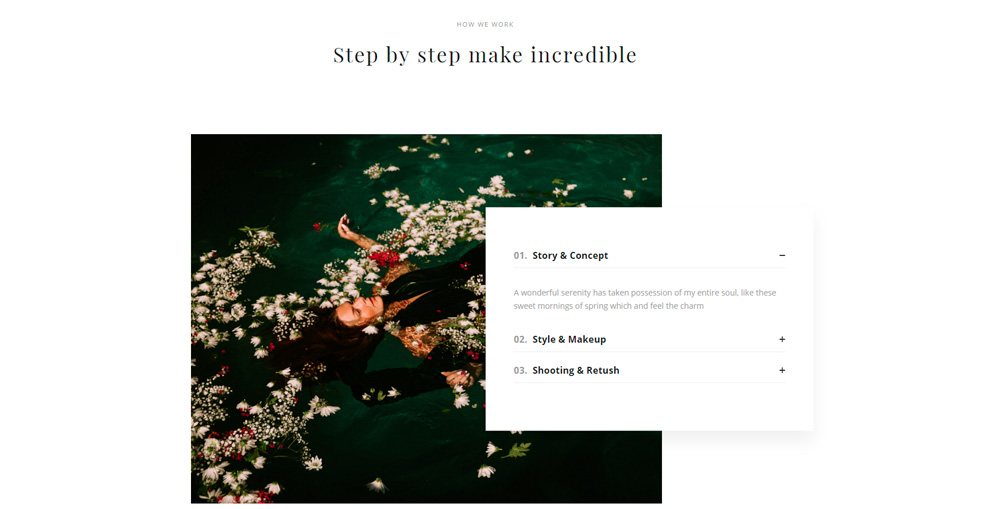 HOW WE WORK
Step by step make incredible
01. Story & Concept −
A wonderful serenity has taken possession of my entire soul, like these
sweet mornings of spring which and feel the charm
02. Style & Makeup +
03. Shooting & Retush +